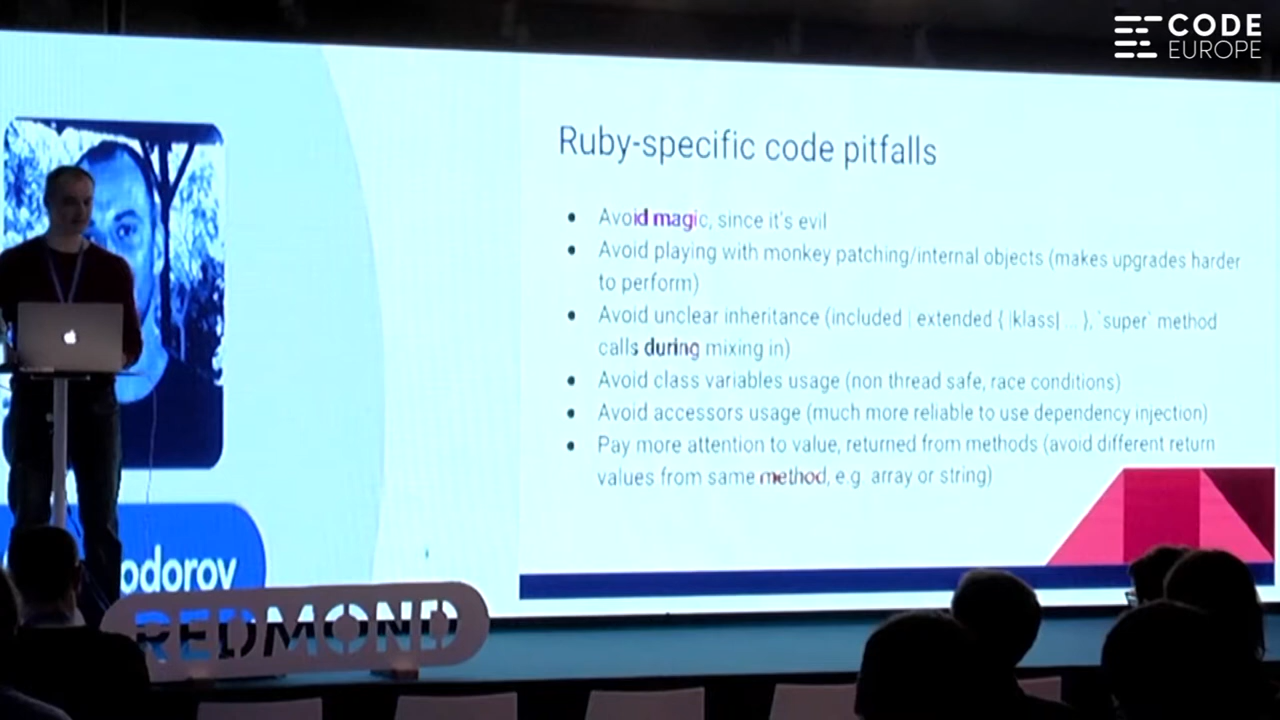 CODE
EUROPE
Ruby-specific code pitfalls
• Avoid magic, since it's evil
• Avoid playing with monkey patching/internal objects (makes upgrades harder
to perform)
• Avoid unclear inheritance (included | extended { |klass| ... }, `super` method
calls during mixing in)
• Avoid class variables usage (non thread safe, race conditions)
• Avoid accessors usage (much more reliable to use dependency injection)
• Pay more attention to value, returned from methods (avoid different return
values from same method, e.g. array or string)
odorov
REDMOND